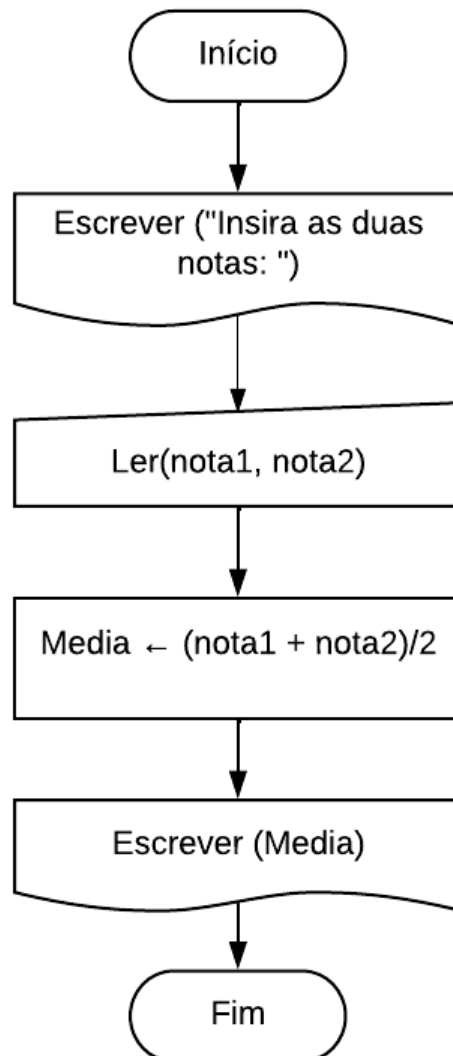 Início
Escrever ("Insira as duas
notas: ")
Ler(nota1, nota2)
Media ← (nota1 + nota2)/2
Escrever (Media)
Fim